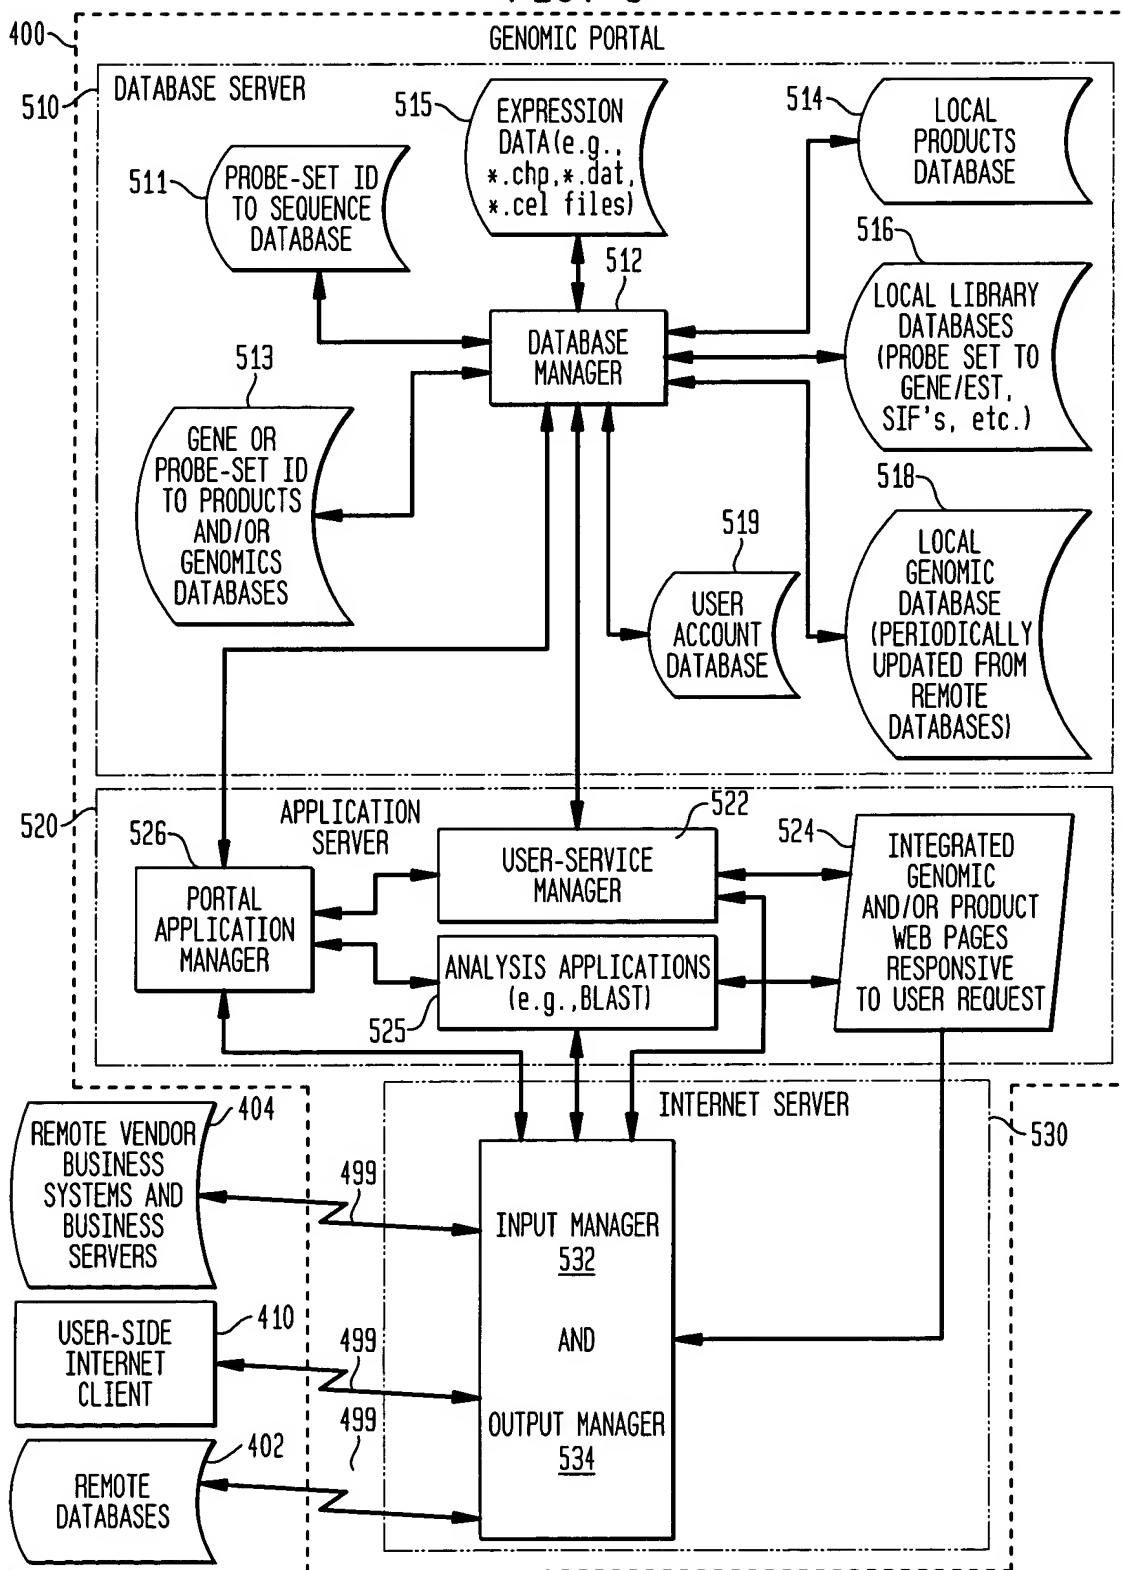 400
GENOMIC PORTAL
510
DATABASE SERVER
515
EXPRESSION
DATA(e.g.,
*.chp,*.dat,
*.cel files)
514
LOCAL
PRODUCTS
DATABASE
511
PROBE-SET ID
TO SEQUENCE
DATABASE
512
DATABASE
MANAGER
516
LOCAL LIBRARY
DATABASES
(PROBE SET TO
GENE/EST,
SIF's, etc.)
513
GENE OR
PROBE-SET ID
TO PRODUCTS
AND/OR
GENOMICS
DATABASES
518
LOCAL
GENOMIC
DATABASE
(PERIODICALLY
UPDATED FROM
REMOTE
DATABASES)
519
USER
ACCOUNT
DATABASE
520
APPLICATION
SERVER
526
PORTAL
APPLICATION
MANAGER
522
USER-SERVICE
MANAGER
524
INTEGRATED
GENOMIC
AND/OR PRODUCT
WEB PAGES
RESPONSIVE
TO USER REQUEST
525
ANALYSIS APPLICATIONS
(e.g.,BLAST)
INTERNET SERVER
530
404
REMOTE VENDOR
BUSINESS
SYSTEMS AND
BUSINESS
SERVERS
499
INPUT MANAGER
532
AND
OUTPUT MANAGER
534
410
USER-SIDE
INTERNET
CLIENT
499
499
402
REMOTE
DATABASES